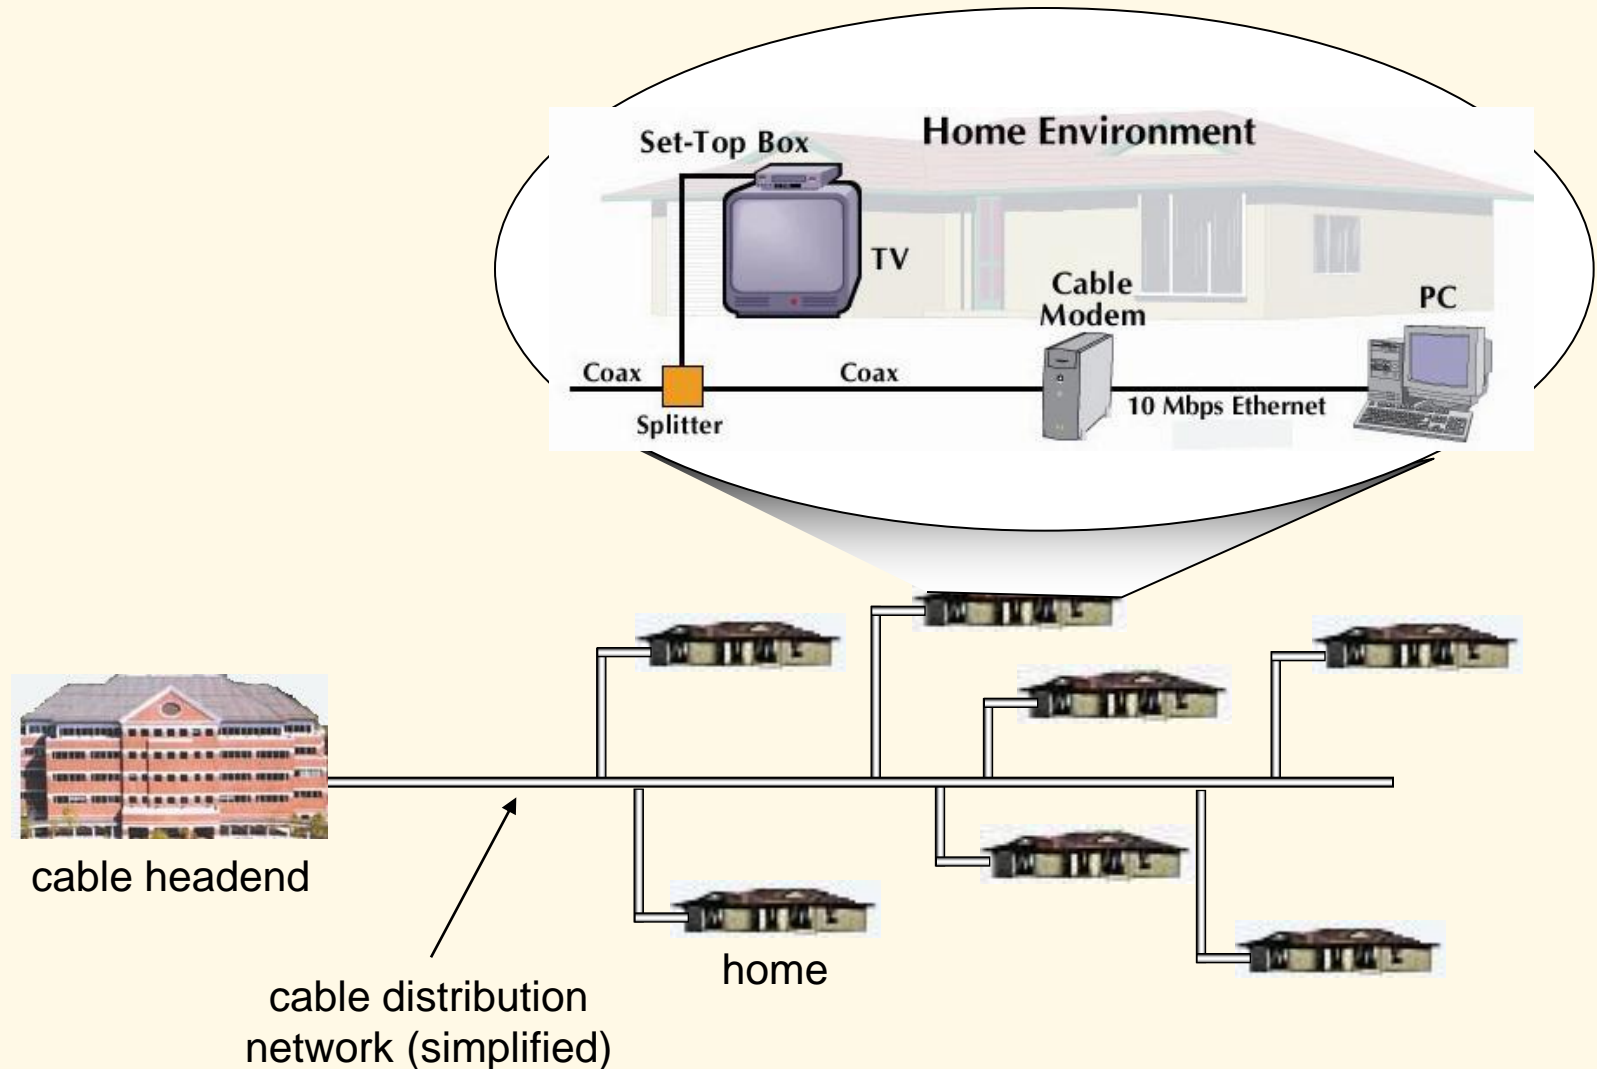 Home Environment
Set-Top Box
TV
Cable
Modem
PC
Coax
Coax
10 Mbps Ethernet
Splitter
cable headend
home
cable distribution
network (simplified)